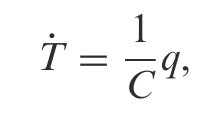 Ṫ = 1/C q,